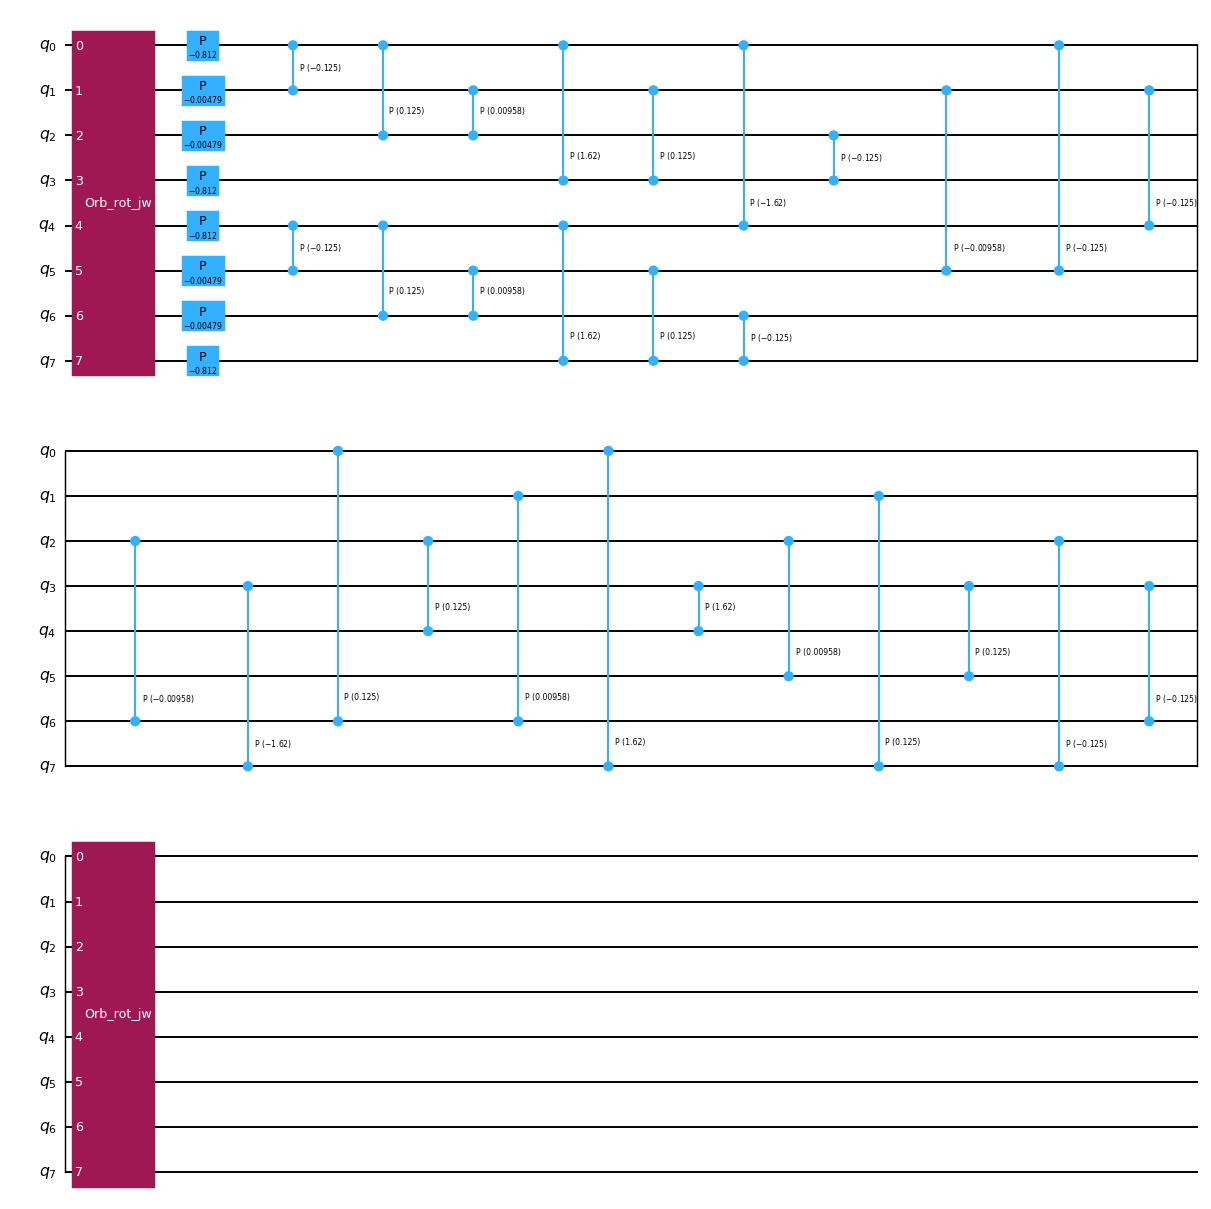 q0 0 P −0.812
q1 1 P −0.00479 P (−0.125)
q2 2 P −0.00479 P (0.125) P (0.00958)
q3 3 P −0.812 P (1.62) P (0.125) P (−0.125)
Orb_rot_jw P (−1.62) P (−0.125)
q4 4 P −0.812
q5 5 P −0.00479 P (−0.125) P (−0.00958) P (−0.125)
q6 6 P −0.00479 P (0.125) P (0.00958)
q7 7 P −0.812 P (1.62) P (0.125) P (−0.125)
q0
q1
q2
q3
P (0.125) P (1.62)
q4
P (0.00958) P (0.125)
q5
P (−0.00958) P (0.125) P (0.00958) P (−0.125)
q6
P (−1.62) P (1.62) P (0.125) P (−0.125)
q7
q0 0
q1 1
q2 2
q3 3
Orb_rot_jw
q4 4
q5 5
q6 6
q7 7